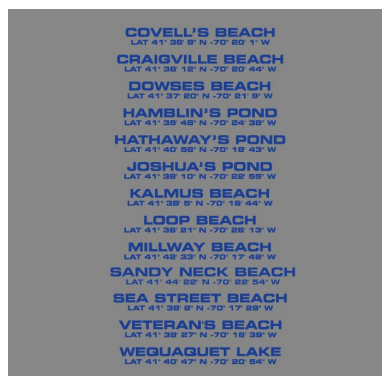 COVELL'S BEACH
LAT 41° 38' 8" N -70° 20' 1" W
CRAIGVILLE BEACH
LAT 41° 38' 12" N -70° 20' 44" W
DOWSES BEACH
LAT 41° 37' 20" N -70° 21' 9" W
HAMBLIN'S POND
LAT 41° 39' 48" N -70° 24' 36" W
HATHAWAY'S POND
LAT 41° 40' 58" N -70° 18' 43" W
JOSHUA'S POND
LAT 41° 38' 10" N -70° 22' 55" W
KALMUS BEACH
LAT 41° 38' 5" N -70° 16' 44" W
LOOP BEACH
LAT 41° 36' 21" N -70° 26' 13" W
MILLWAY BEACH
LAT 41° 42' 33" N -70° 17' 49" W
SANDY NECK BEACH
LAT 41° 44' 22" N -70° 22' 54" W
SEA STREET BEACH
LAT 41° 38' 8" N -70° 17' 29" W
VETERAN'S BEACH
LAT 41° 38' 27" N -70° 16' 39" W
WEQUAQUET LAKE
LAT 41° 40' 47" N -70° 20' 54" W